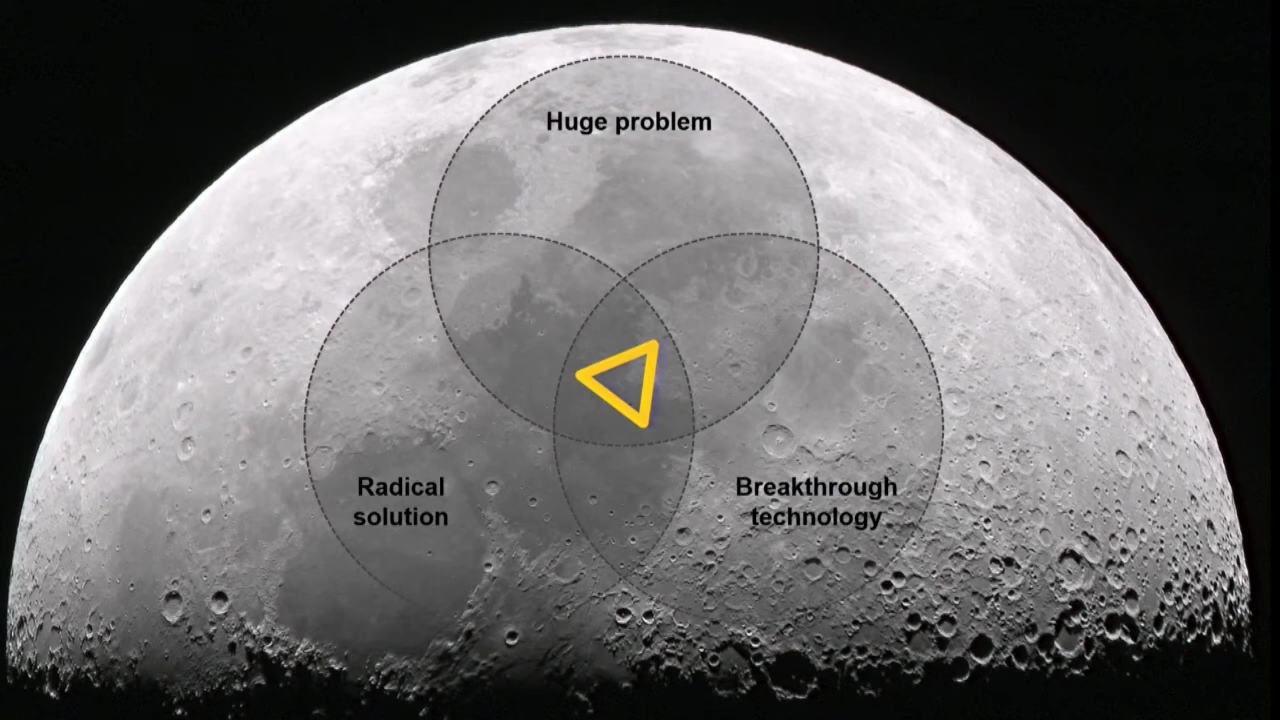 Huge problem
Radical
solution
Breakthrough
technology